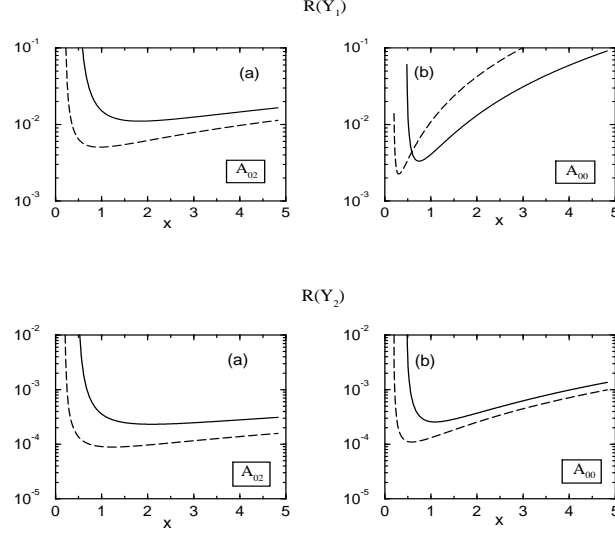 R(Y₁)
10⁻¹
10⁻²
10⁻³
(a)
A₀₂
0 1 2 3 4 5
x
10⁻¹
10⁻²
10⁻³
(b)
A₀₀
0 1 2 3 4 5
x
R(Y₂)
10⁻²
10⁻³
10⁻⁴
10⁻⁵
(a)
A₀₂
0 1 2 3 4 5
x
10⁻²
10⁻³
10⁻⁴
10⁻⁵
(b)
A₀₀
0 1 2 3 4 5
x